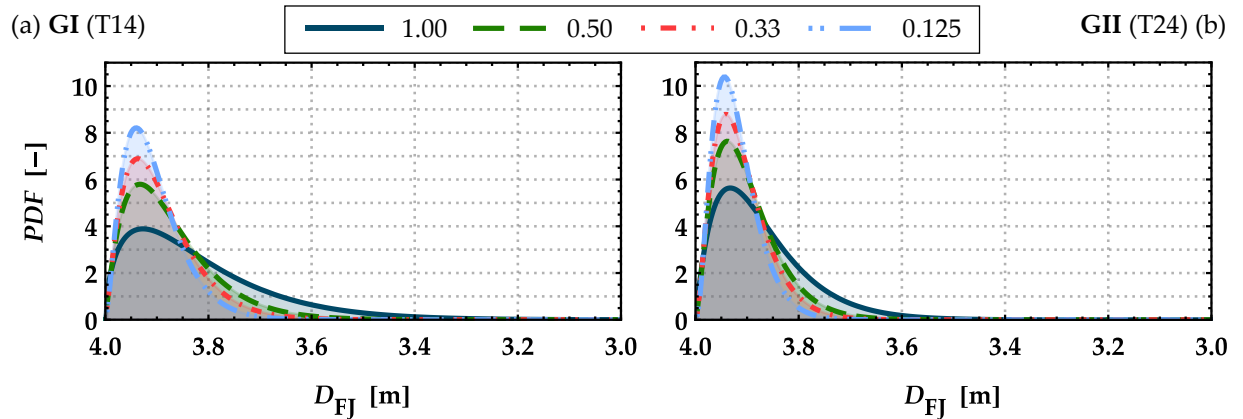 (a) GI (T14) 1.00 0.50 0.33 0.125 GII (T24) (b)
10 10
8 8
6 6
4 4
2 2
0 0
PDF [–]
4.0 3.8 3.6 3.4 3.2 3.0 4.0 3.8 3.6 3.4 3.2 3.0
D_FJ [m] D_FJ [m]